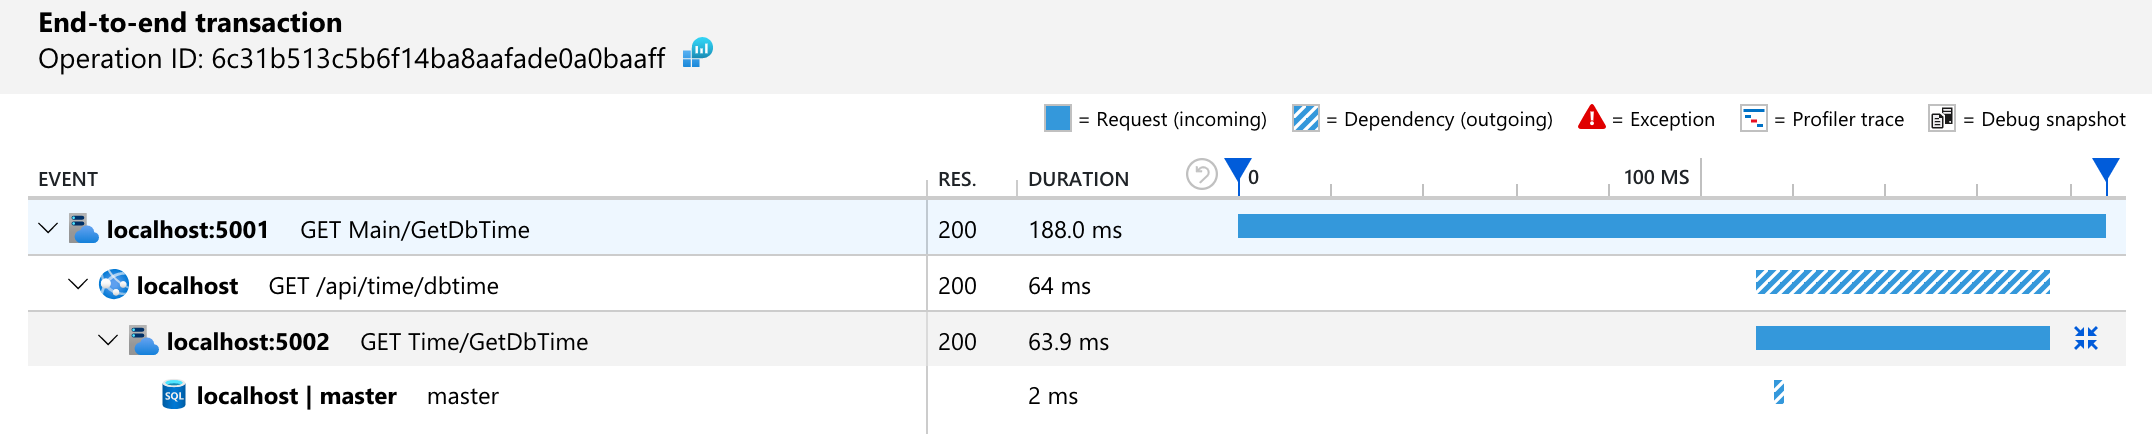 End-to-end transaction
Operation ID: 6c31b513c5b6f14ba8aafade0a0baaff
= Request (incoming) = Dependency (outgoing) = Exception = Profiler trace = Debug snapshot
EVENT RES. DURATION 0 100 MS
localhost:5001 GET Main/GetDbTime 200 188.0 ms
localhost GET /api/time/dbtime 200 64 ms
localhost:5002 GET Time/GetDbTime 200 63.9 ms
SQL localhost | master master 2 ms